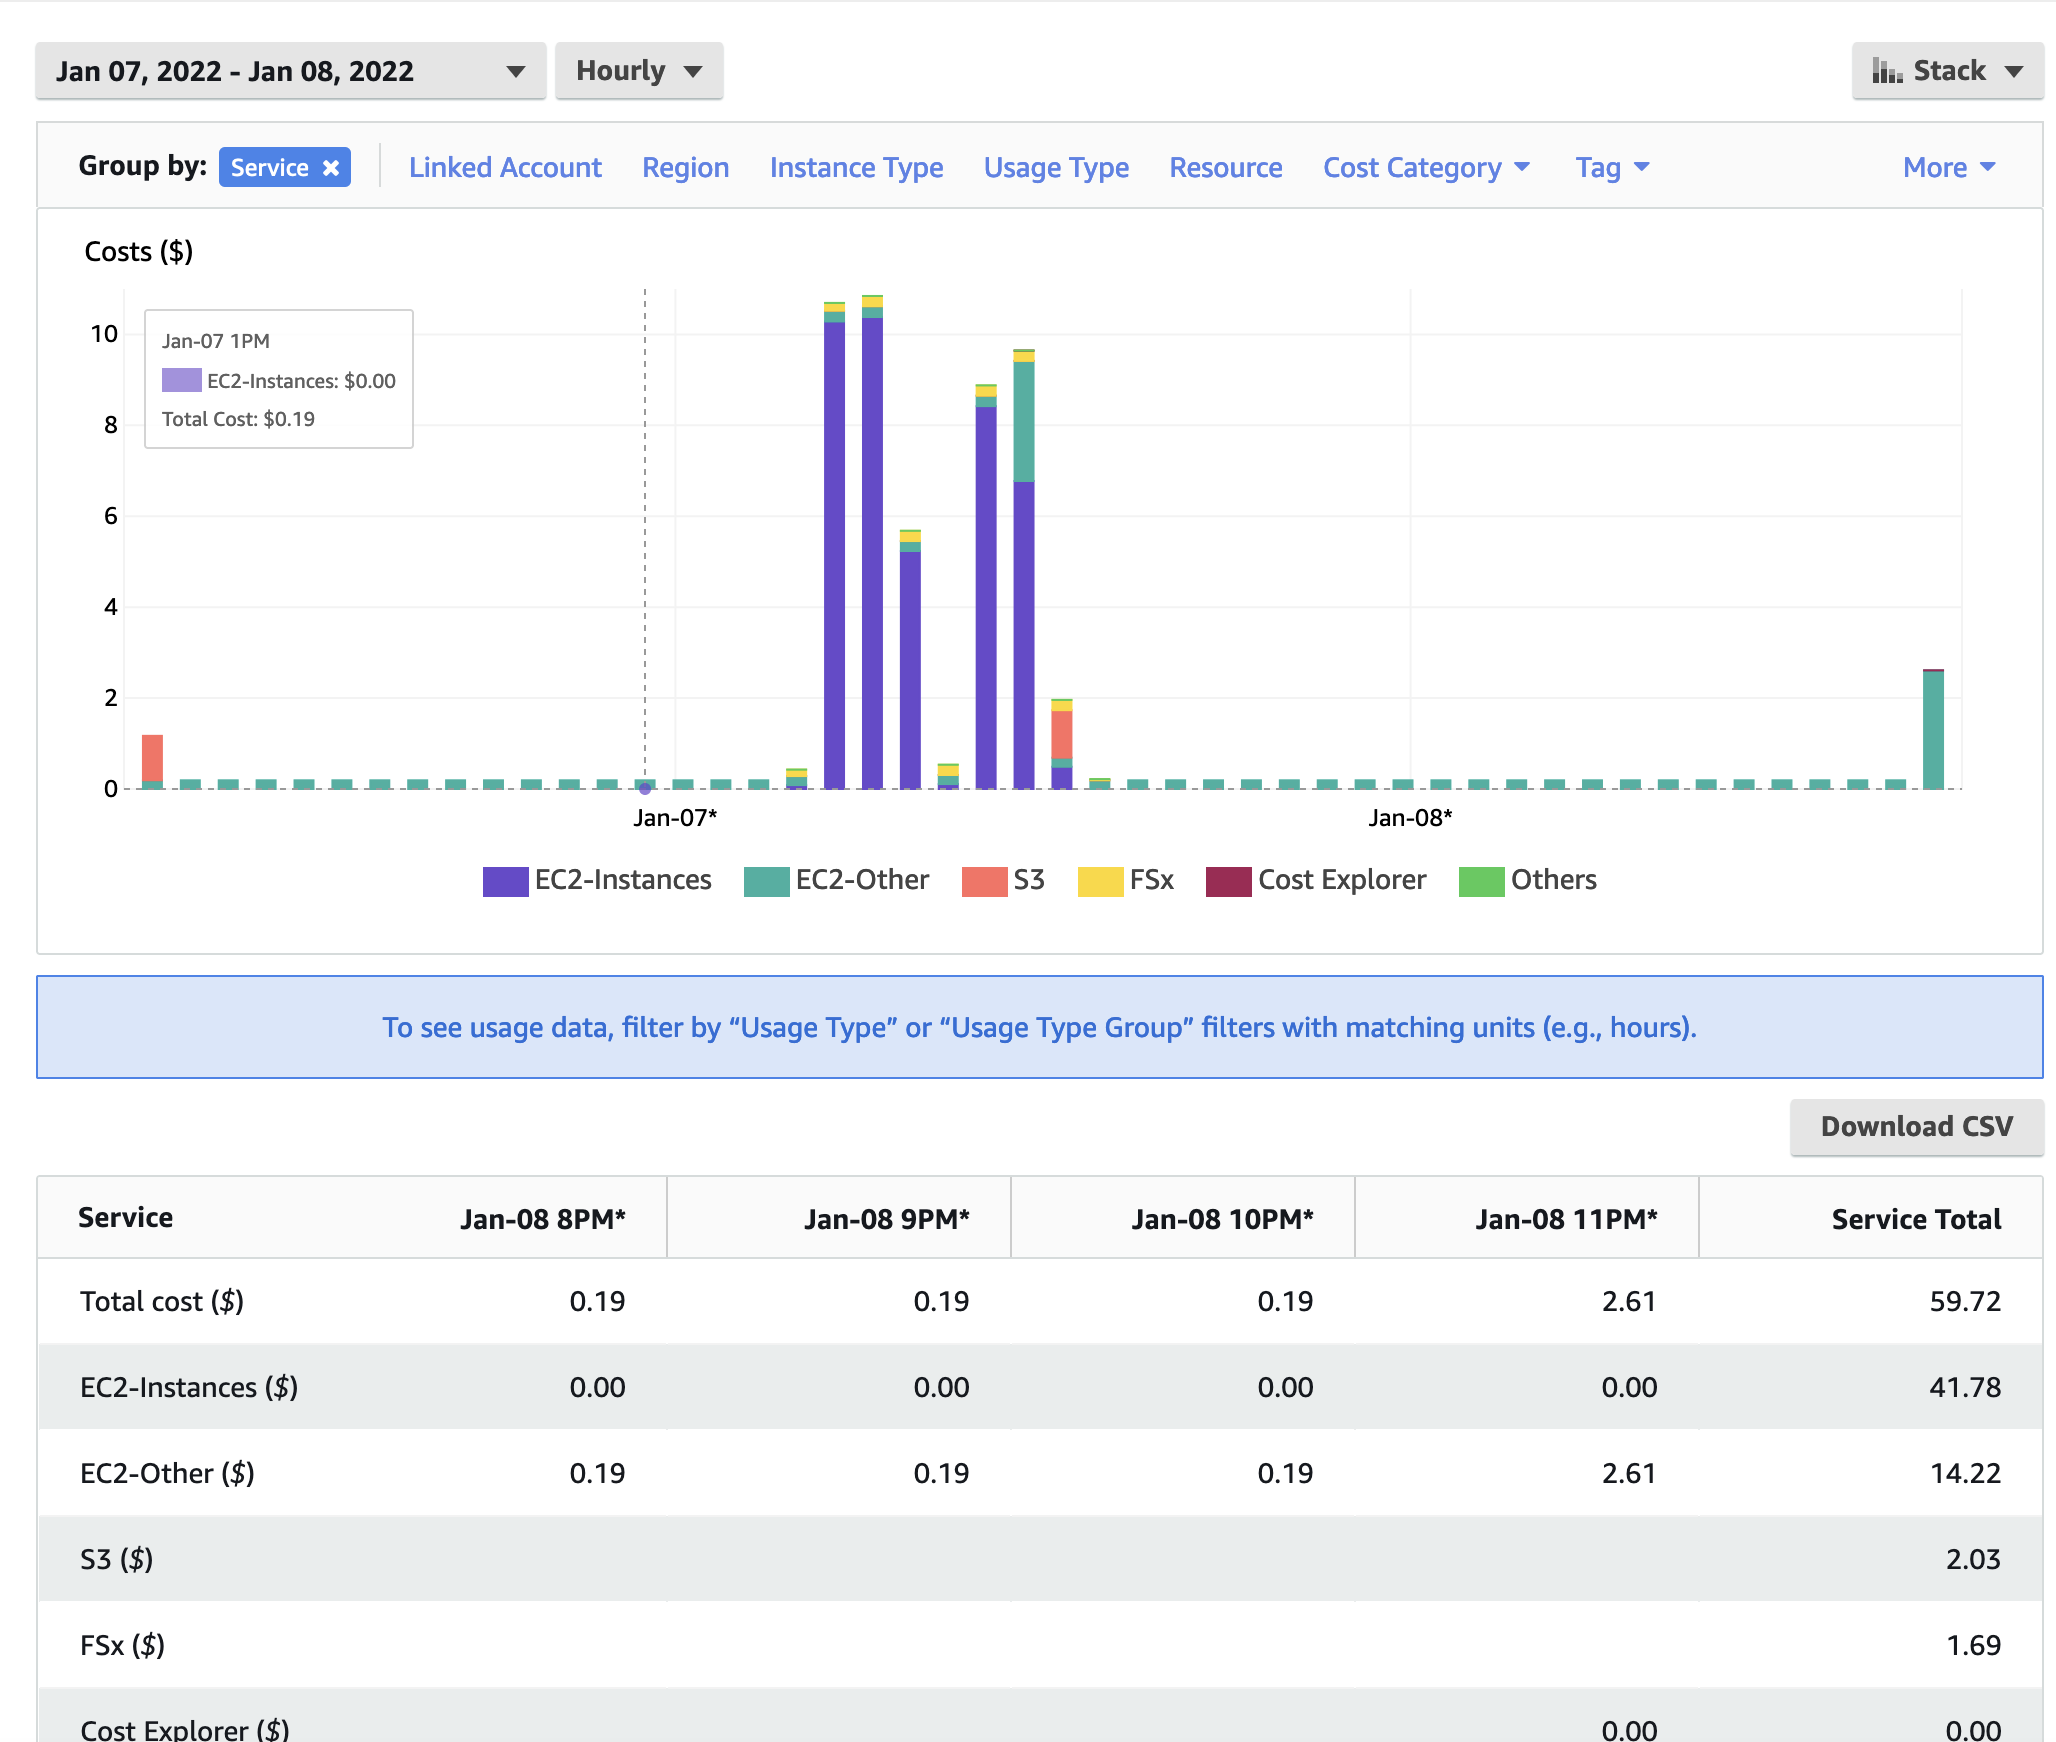 Jan 07, 2022 - Jan 08, 2022 Hourly Stack
Group by: Service Linked Account Region Instance Type Usage Type Resource Cost Category Tag More
Costs ($)
Jan-07 1PM
EC2-Instances: $0.00
Total Cost: $0.19
10
8
6
4
2
0
Jan-07* Jan-08*
EC2-Instances EC2-Other S3 FSx Cost Explorer Others
To see usage data, filter by “Usage Type” or “Usage Type Group” filters with matching units (e.g., hours).
Download CSV
Service Jan-08 8PM* Jan-08 9PM* Jan-08 10PM* Jan-08 11PM* Service Total
Total cost ($) 0.19 0.19 0.19 2.61 59.72
EC2-Instances ($) 0.00 0.00 0.00 0.00 41.78
EC2-Other ($) 0.19 0.19 0.19 2.61 14.22
S3 ($) 2.03
FSx ($) 1.69
Cost Explorer ($) 0.00 0.00